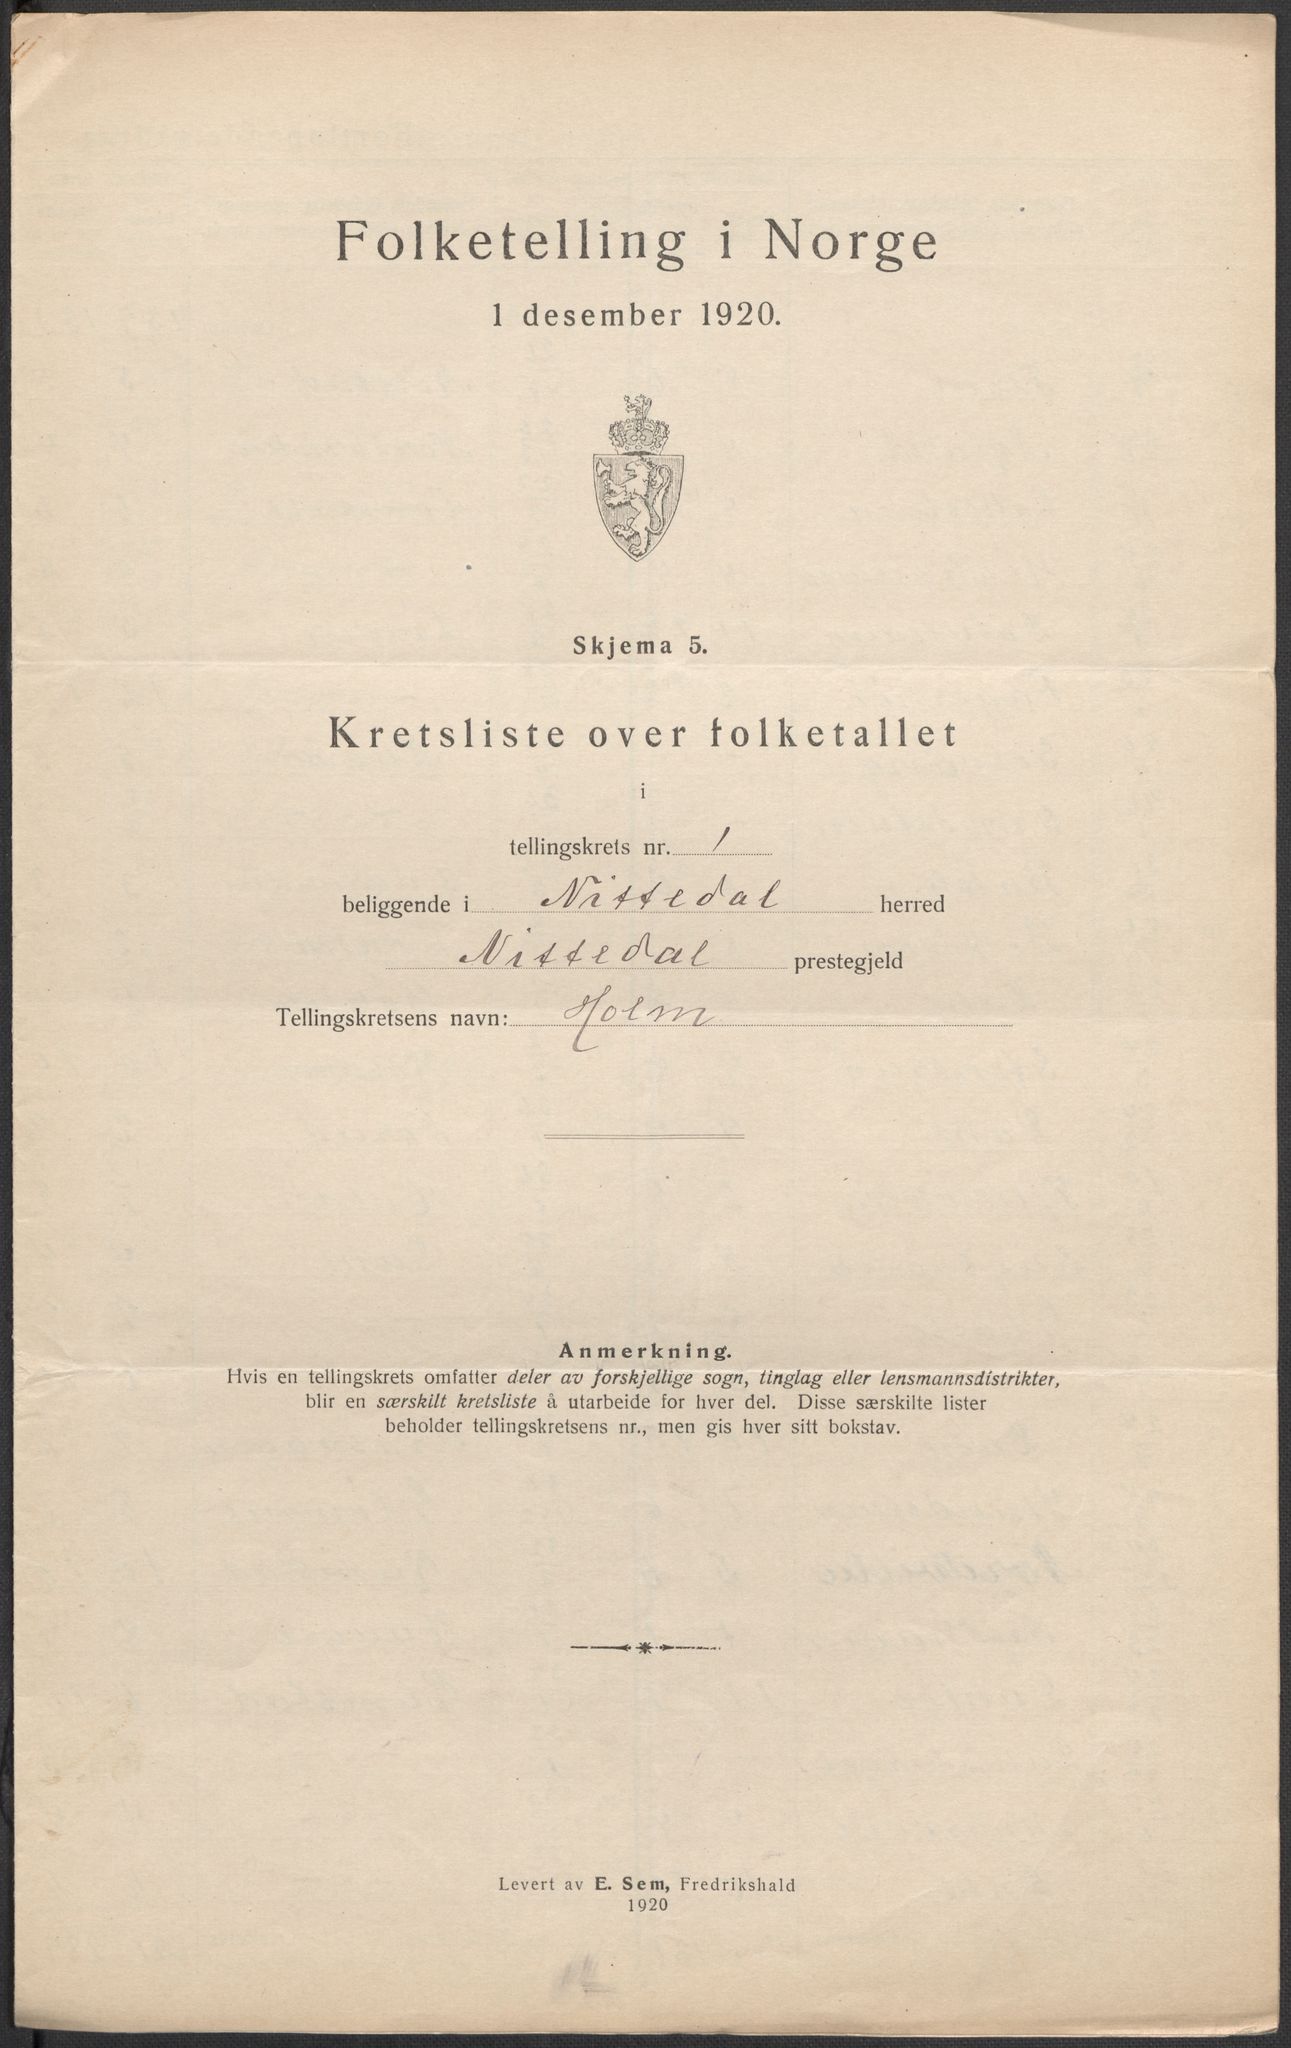 Folketelling i Norge
1 desember 1920.
Skjema 5.
Kretsliste over folketallet
i
tellingskrets nr. 1
beliggende i Nittedal herred
Nittedal prestegjeld
Tellingskretsens navn: Holm
Anmerkning.
Hvis en tellingskrets omfatter deler av forskjellige sogn, tinglag eller lensmannsdistrikter,
blir en særskilt kretsliste å utarbeide for hver del. Disse særskilte lister
beholder tellingskretsens nr., men gis hver sitt bokstav.
Levert av E. Sem, Fredrikshald
1920